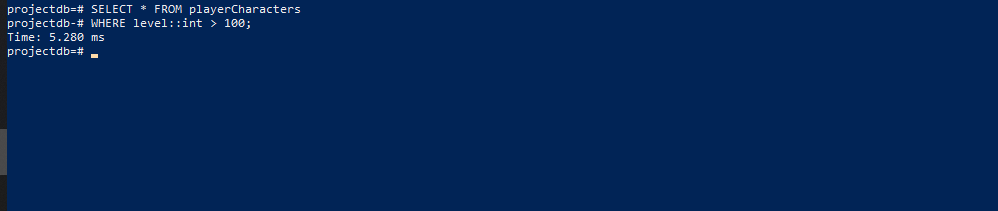 projectdb=# SELECT * FROM playerCharacters
projectdb-# WHERE level::int > 100;
Time: 5.280 ms
projectdb=#